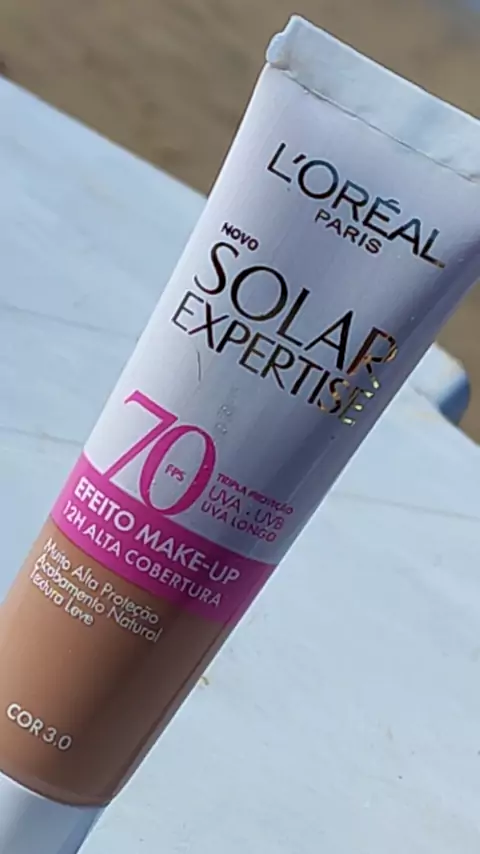 L'ORÉAL
PARIS
NOVO
SOLAR
EXPERTISE
70
FPS
TRIPLA PROTEÇÃO
UVA • UVB
UVA LONGO
EFEITO MAKE-UP
12H ALTA COBERTURA
Muito Alta Proteção
Acabamento Natural
Textura Leve
COR 3.0